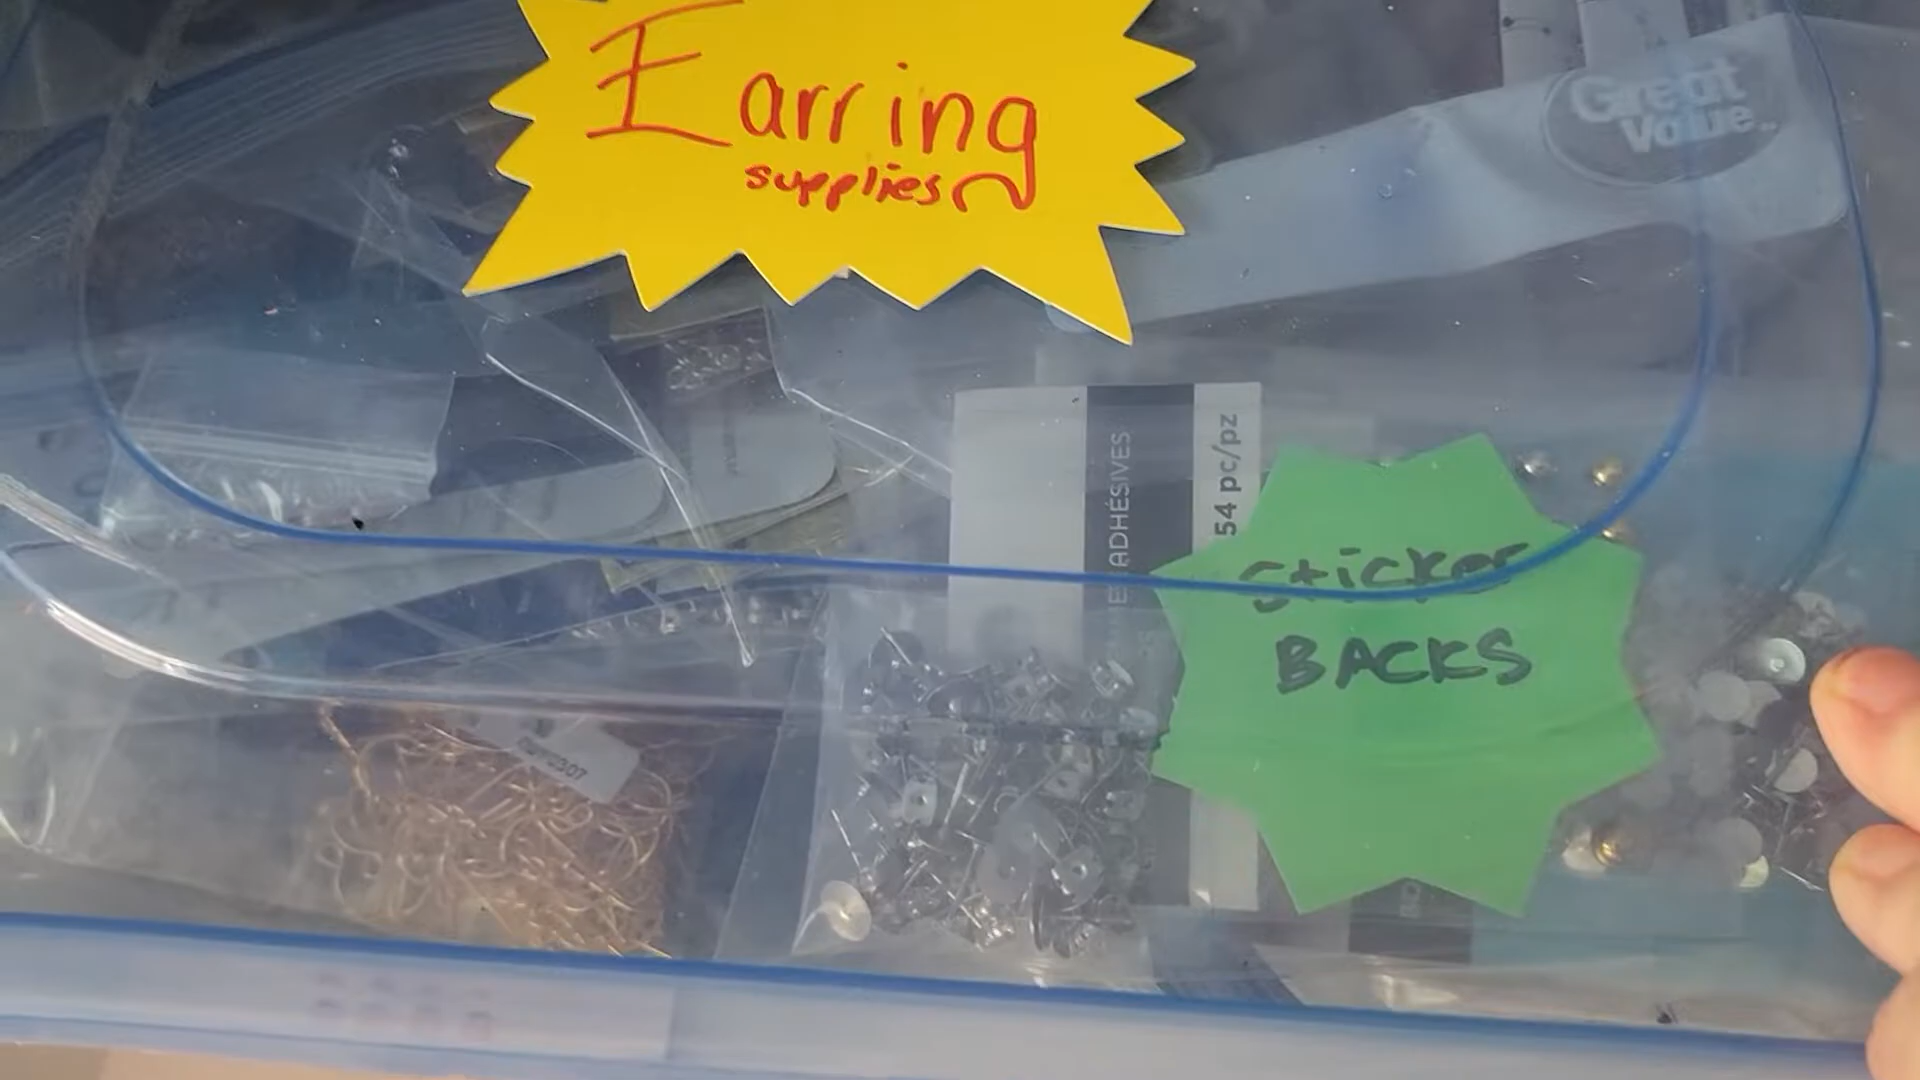 Earring
supplies
Great
Value
ADHÉSIVES
54 pc/pz
Sticker
BACKS